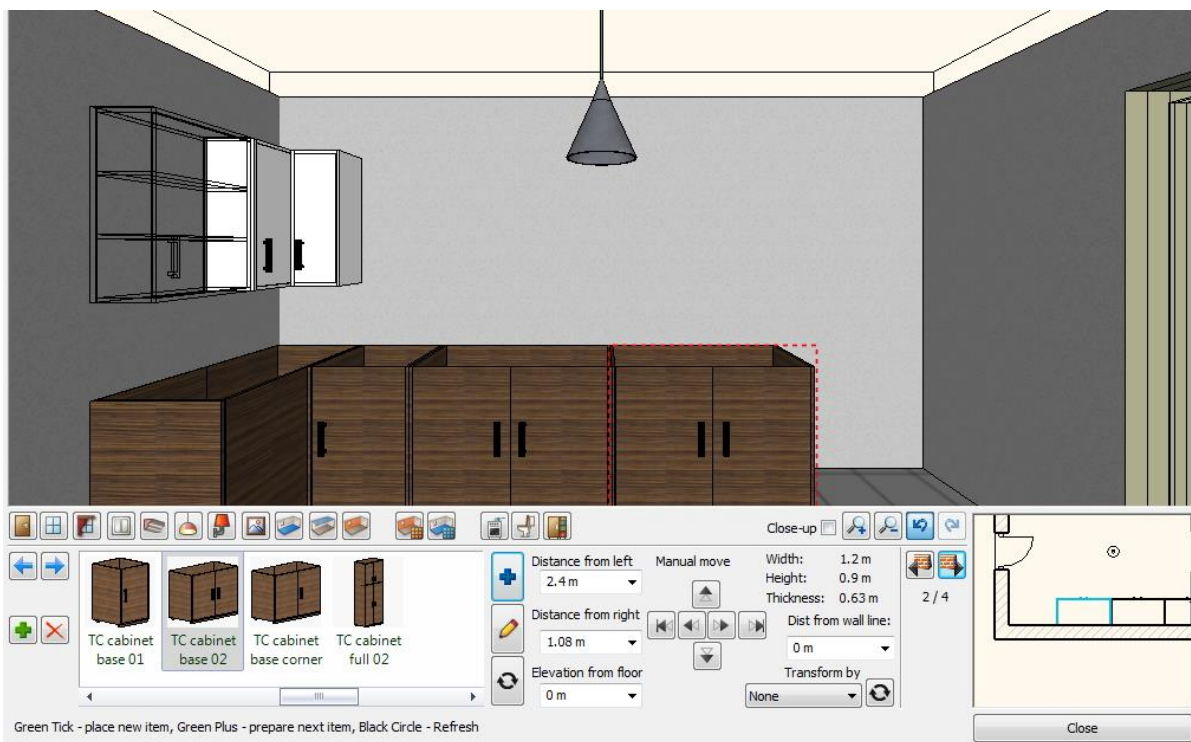 Close-up
Distance from left
2.4 m
Distance from right
1.08 m
Elevation from floor
0 m
Manual move
Width: 1.2 m
Height: 0.9 m
Thickness: 0.63 m
Dist from wall line:
0 m
Transform by
None
2 / 4
TC cabinet
base 01
TC cabinet
base 02
TC cabinet
base corner
TC cabinet
full 02
Green Tick - place new item, Green Plus - prepare next item, Black Circle - Refresh
Close